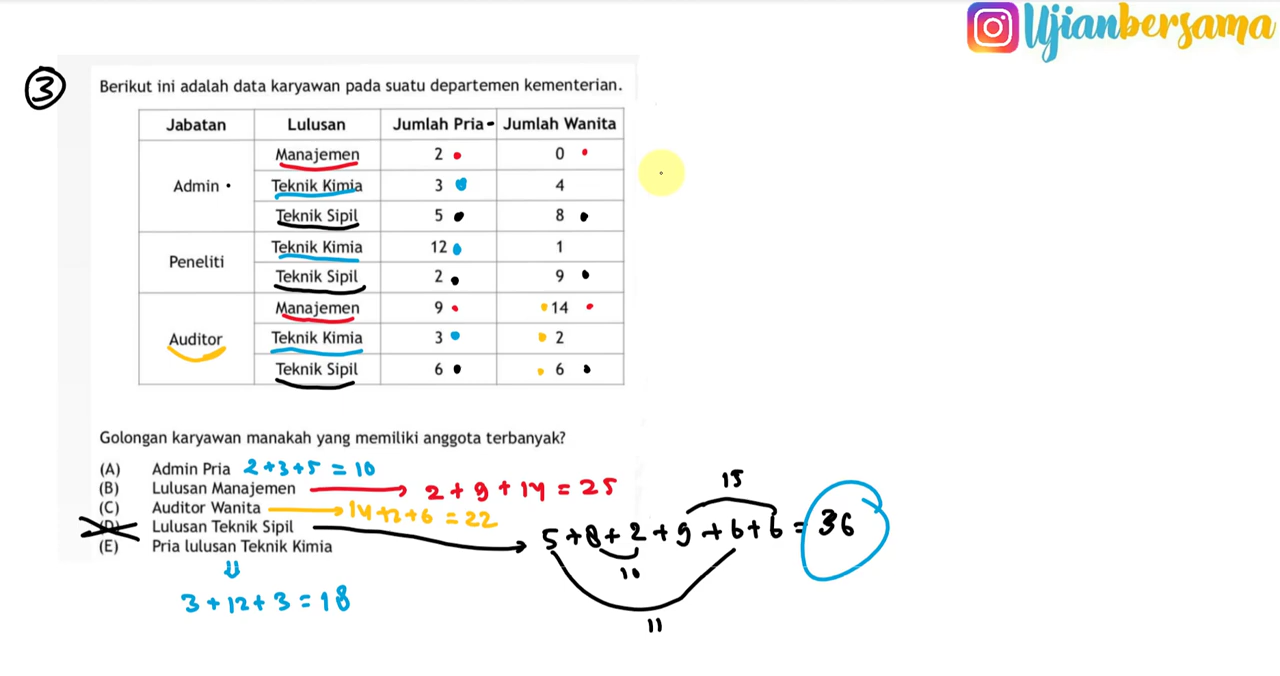 Ujianbersama
3
Berikut ini adalah data karyawan pada suatu departemen kementerian.
Jabatan Lulusan Jumlah Pria Jumlah Wanita
Admin Manajemen 2 0
Teknik Kimia 3 4
Teknik Sipil 5 8
Peneliti Teknik Kimia 12 1
Teknik Sipil 2 9
Auditor Manajemen 9 14
Teknik Kimia 3 2
Teknik Sipil 6 6
Golongan karyawan manakah yang memiliki anggota terbanyak?
(A) Admin Pria 2+3+5 = 10
(B) Lulusan Manajemen 2 + 9 + 14 = 25
(C) Auditor Wanita 14+2+6 = 22
(D) Lulusan Teknik Sipil 5+8+2+9+6+6 = 36
15
10
11
(E) Pria lulusan Teknik Kimia
3 + 12 + 3 = 18